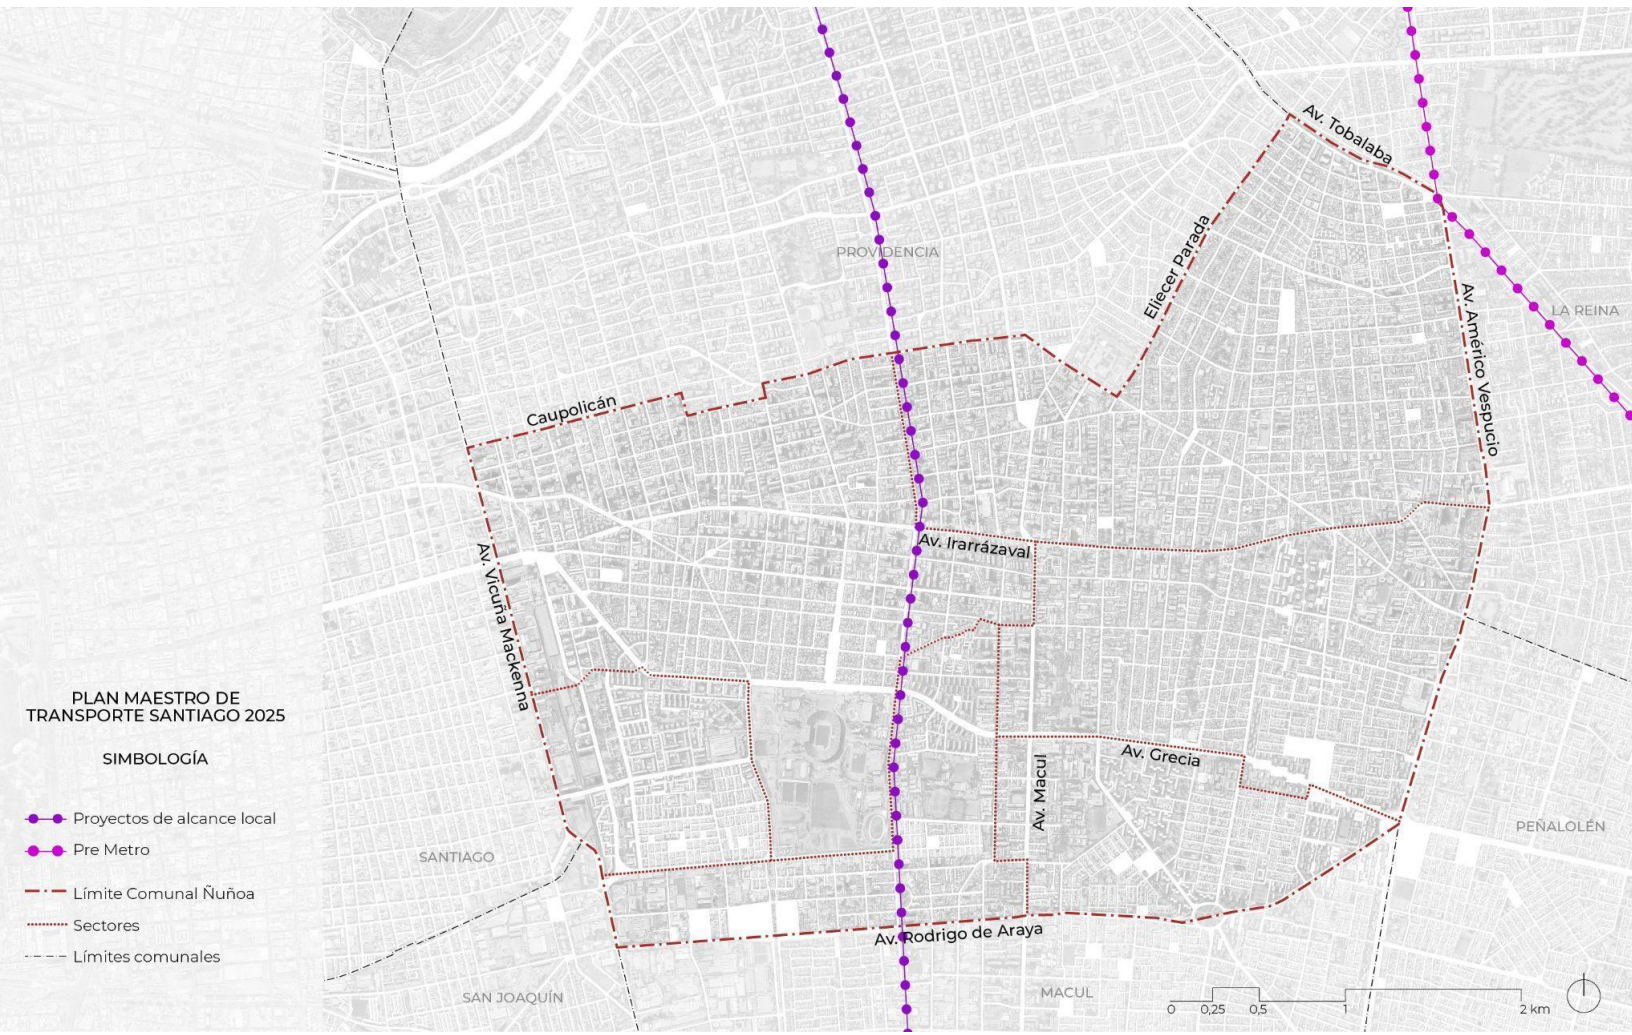 Av. Tobalaba
Eliecer Parada
PROVIDENCIA
Av. Américo Vespucio
LA REINA
Caupolicán
Av. Irarrázaval
Av. Vicuña Mackenna
PLAN MAESTRO DE
TRANSPORTE SANTIAGO 2025
SIMBOLOGÍA
Proyectos de alcance local
Pre Metro
Límite Comunal Ñuñoa
Sectores
Límites comunales
Av. Grecia
Av. Macul
SANTIAGO
PEÑALOLÉN
Av. Rodrigo de Araya
SAN JOAQUÍN
MACUL
0 0,25 0,5 1 2 km